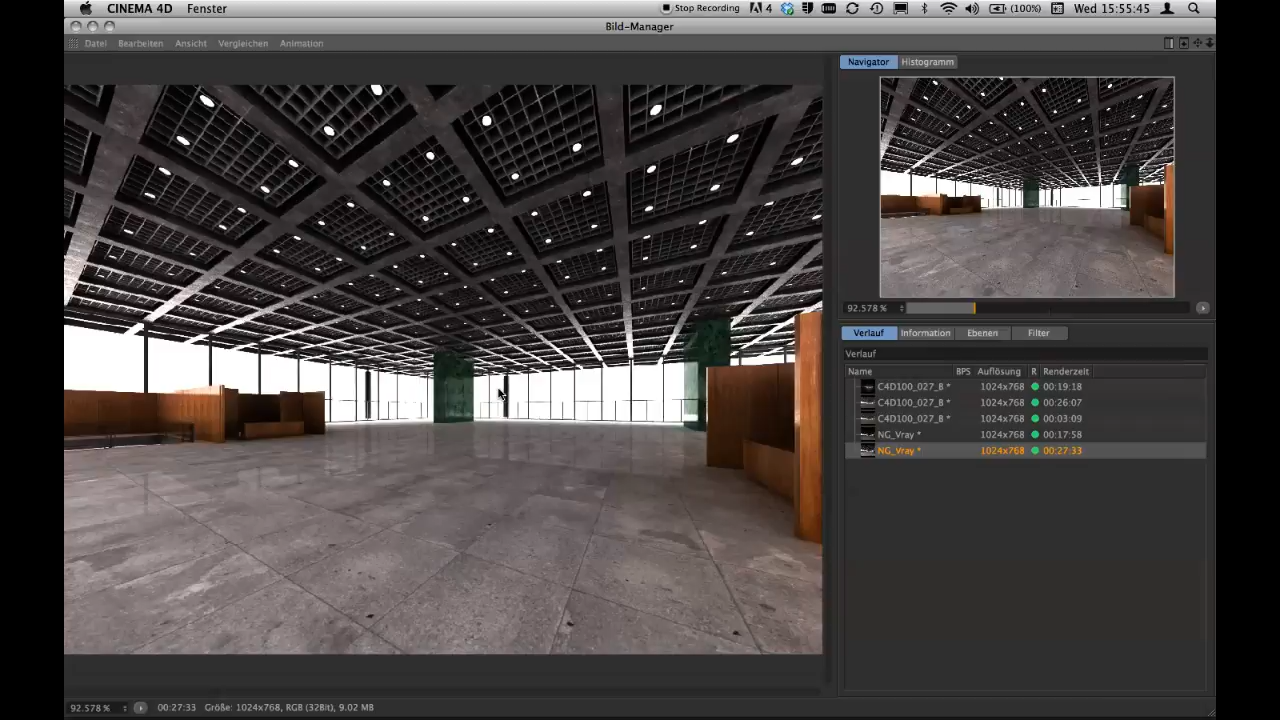 CINEMA 4D Fenster Stop Recording 4 (100%) Wed 15:55:45
Bild-Manager
Datei Bearbeiten Ansicht Vergleichen Animation
Navigator Histogramm
92.578 %
Verlauf Information Ebenen Filter
Verlauf
Name BPS Auflösung R Renderzeit
C4D100_027_B * 1024x768 00:19:18
C4D100_027_B * 1024x768 00:26:07
C4D100_027_B * 1024x768 00:03:09
NG_Vray * 1024x768 00:17:58
NG_Vray * 1024x768 00:27:33
92.578 % 00:27:33 Größe: 1024x768, RGB (32Bit), 9.02 MB